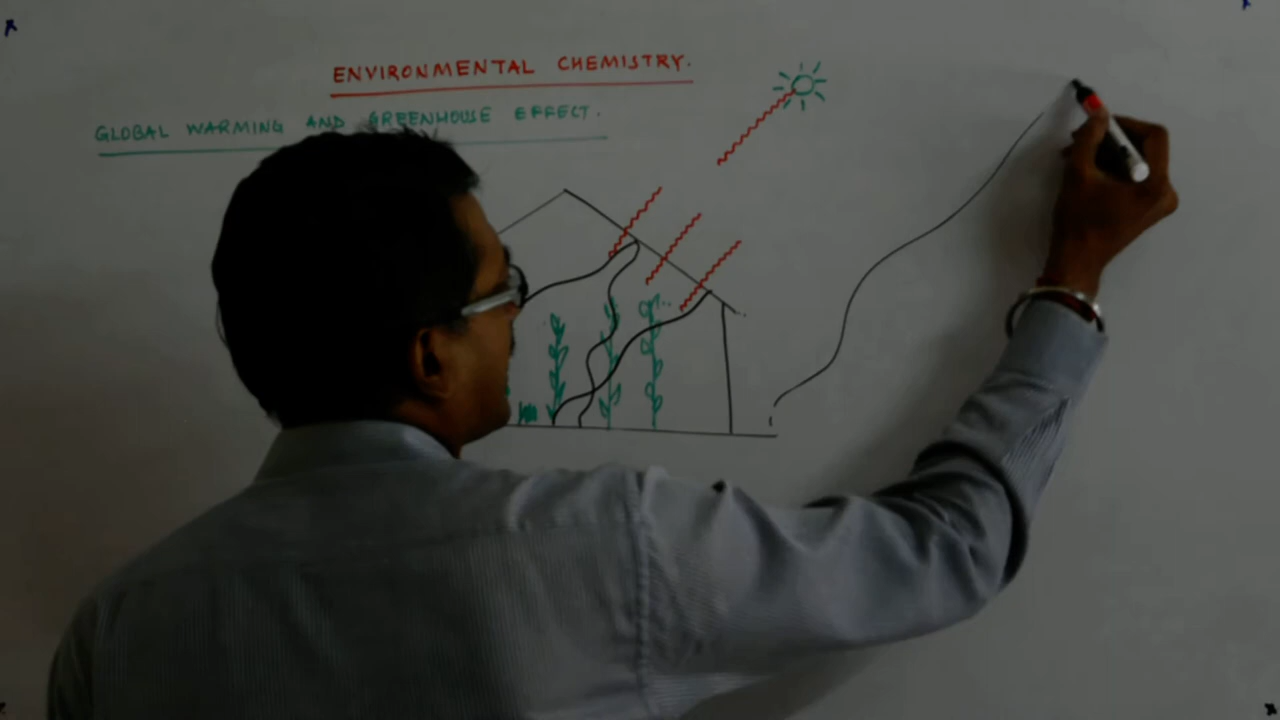 ENVIRONMENTAL CHEMISTRY.
GLOBAL WARMING AND GREENHOUSE EFFECT.